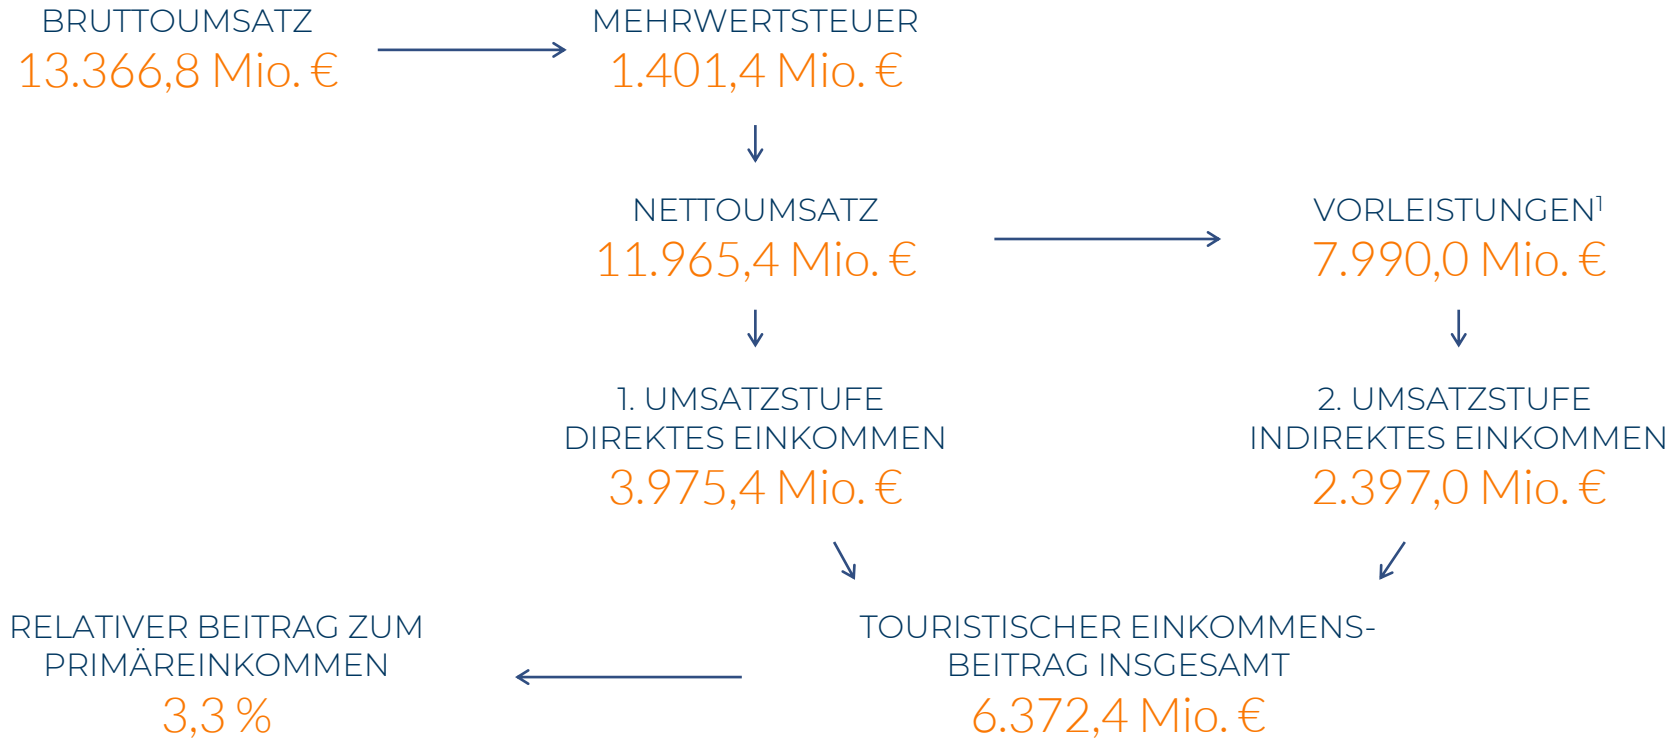 BRUTTOUMSATZ
13.366,8 Mio. €
MEHRWERTSTEUER
1.401,4 Mio. €
NETTOUMSATZ
11.965,4 Mio. €
VORLEISTUNGEN¹
7.990,0 Mio. €
1. UMSATZSTUFE
DIREKTES EINKOMMEN
3.975,4 Mio. €
2. UMSATZSTUFE
INDIREKTES EINKOMMEN
2.397,0 Mio. €
RELATIVER BEITRAG ZUM
PRIMÄREINKOMMEN
3,3 %
TOURISTISCHER EINKOMMENS-
BEITRAG INSGESAMT
6.372,4 Mio. €